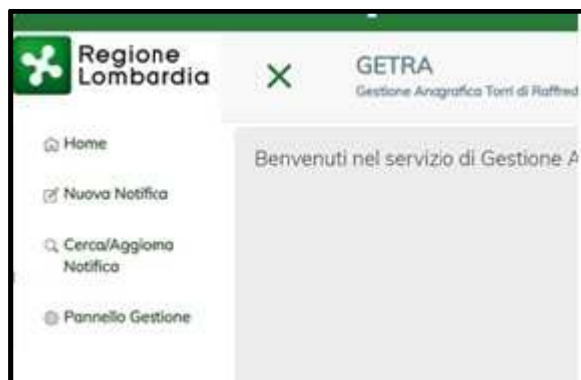 Regione
Lombardia
GETRA
Gestione Anagrafica Torri di Raffred
Home
Benvenuti nel servizio di Gestione A
Nuova Notifica
Cerca/Aggiorna
Notifica
Pannello Gestione